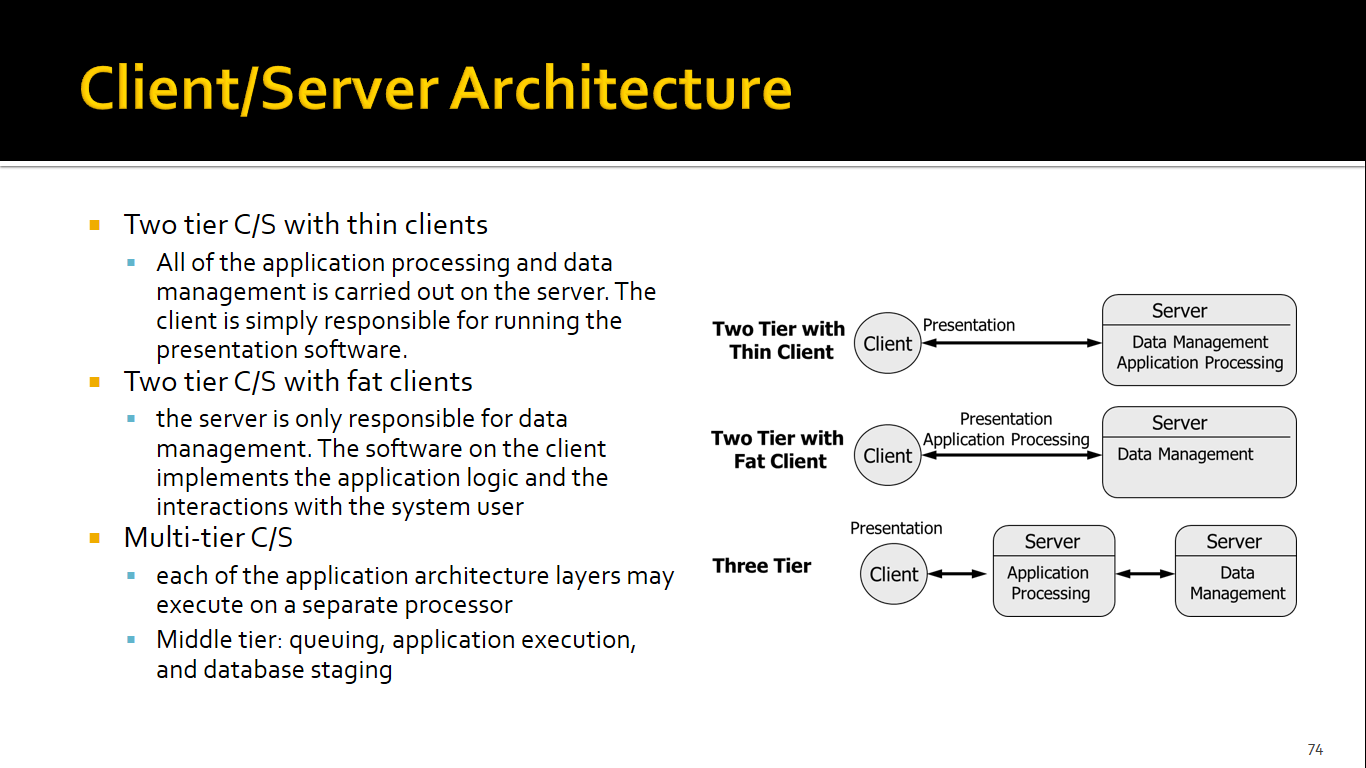 Client/Server Architecture
Two tier C/S with thin clients
All of the application processing and data
management is carried out on the server. The
client is simply responsible for running the
presentation software.
Two tier C/S with fat clients
the server is only responsible for data
management. The software on the client
implements the application logic and the
interactions with the system user
Multi-tier C/S
each of the application architecture layers may
execute on a separate processor
Middle tier: queuing, application execution,
and database staging
Two Tier with
Thin Client
Client
Presentation
Server
Data Management
Application Processing
Two Tier with
Fat Client
Client
Presentation
Application Processing
Server
Data Management
Three Tier
Presentation
Client
Server
Application
Processing
Server
Data
Management
74